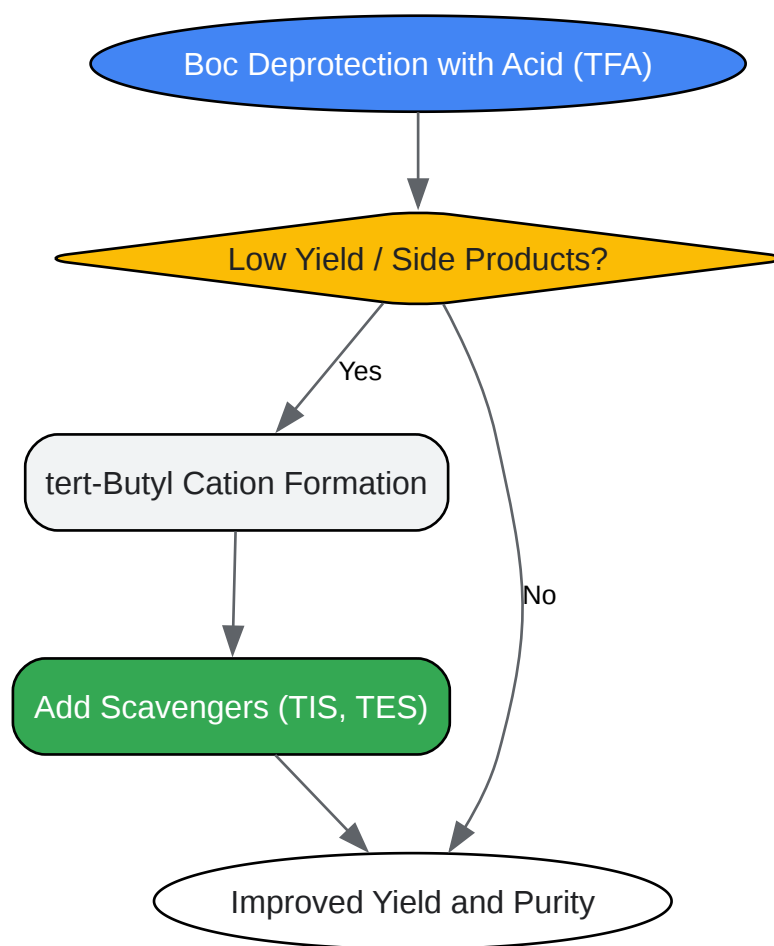 Boc Deprotection with Acid (TFA)
Low Yield / Side Products?
Yes
tert-Butyl Cation Formation
No
Add Scavengers (TIS, TES)
Improved Yield and Purity